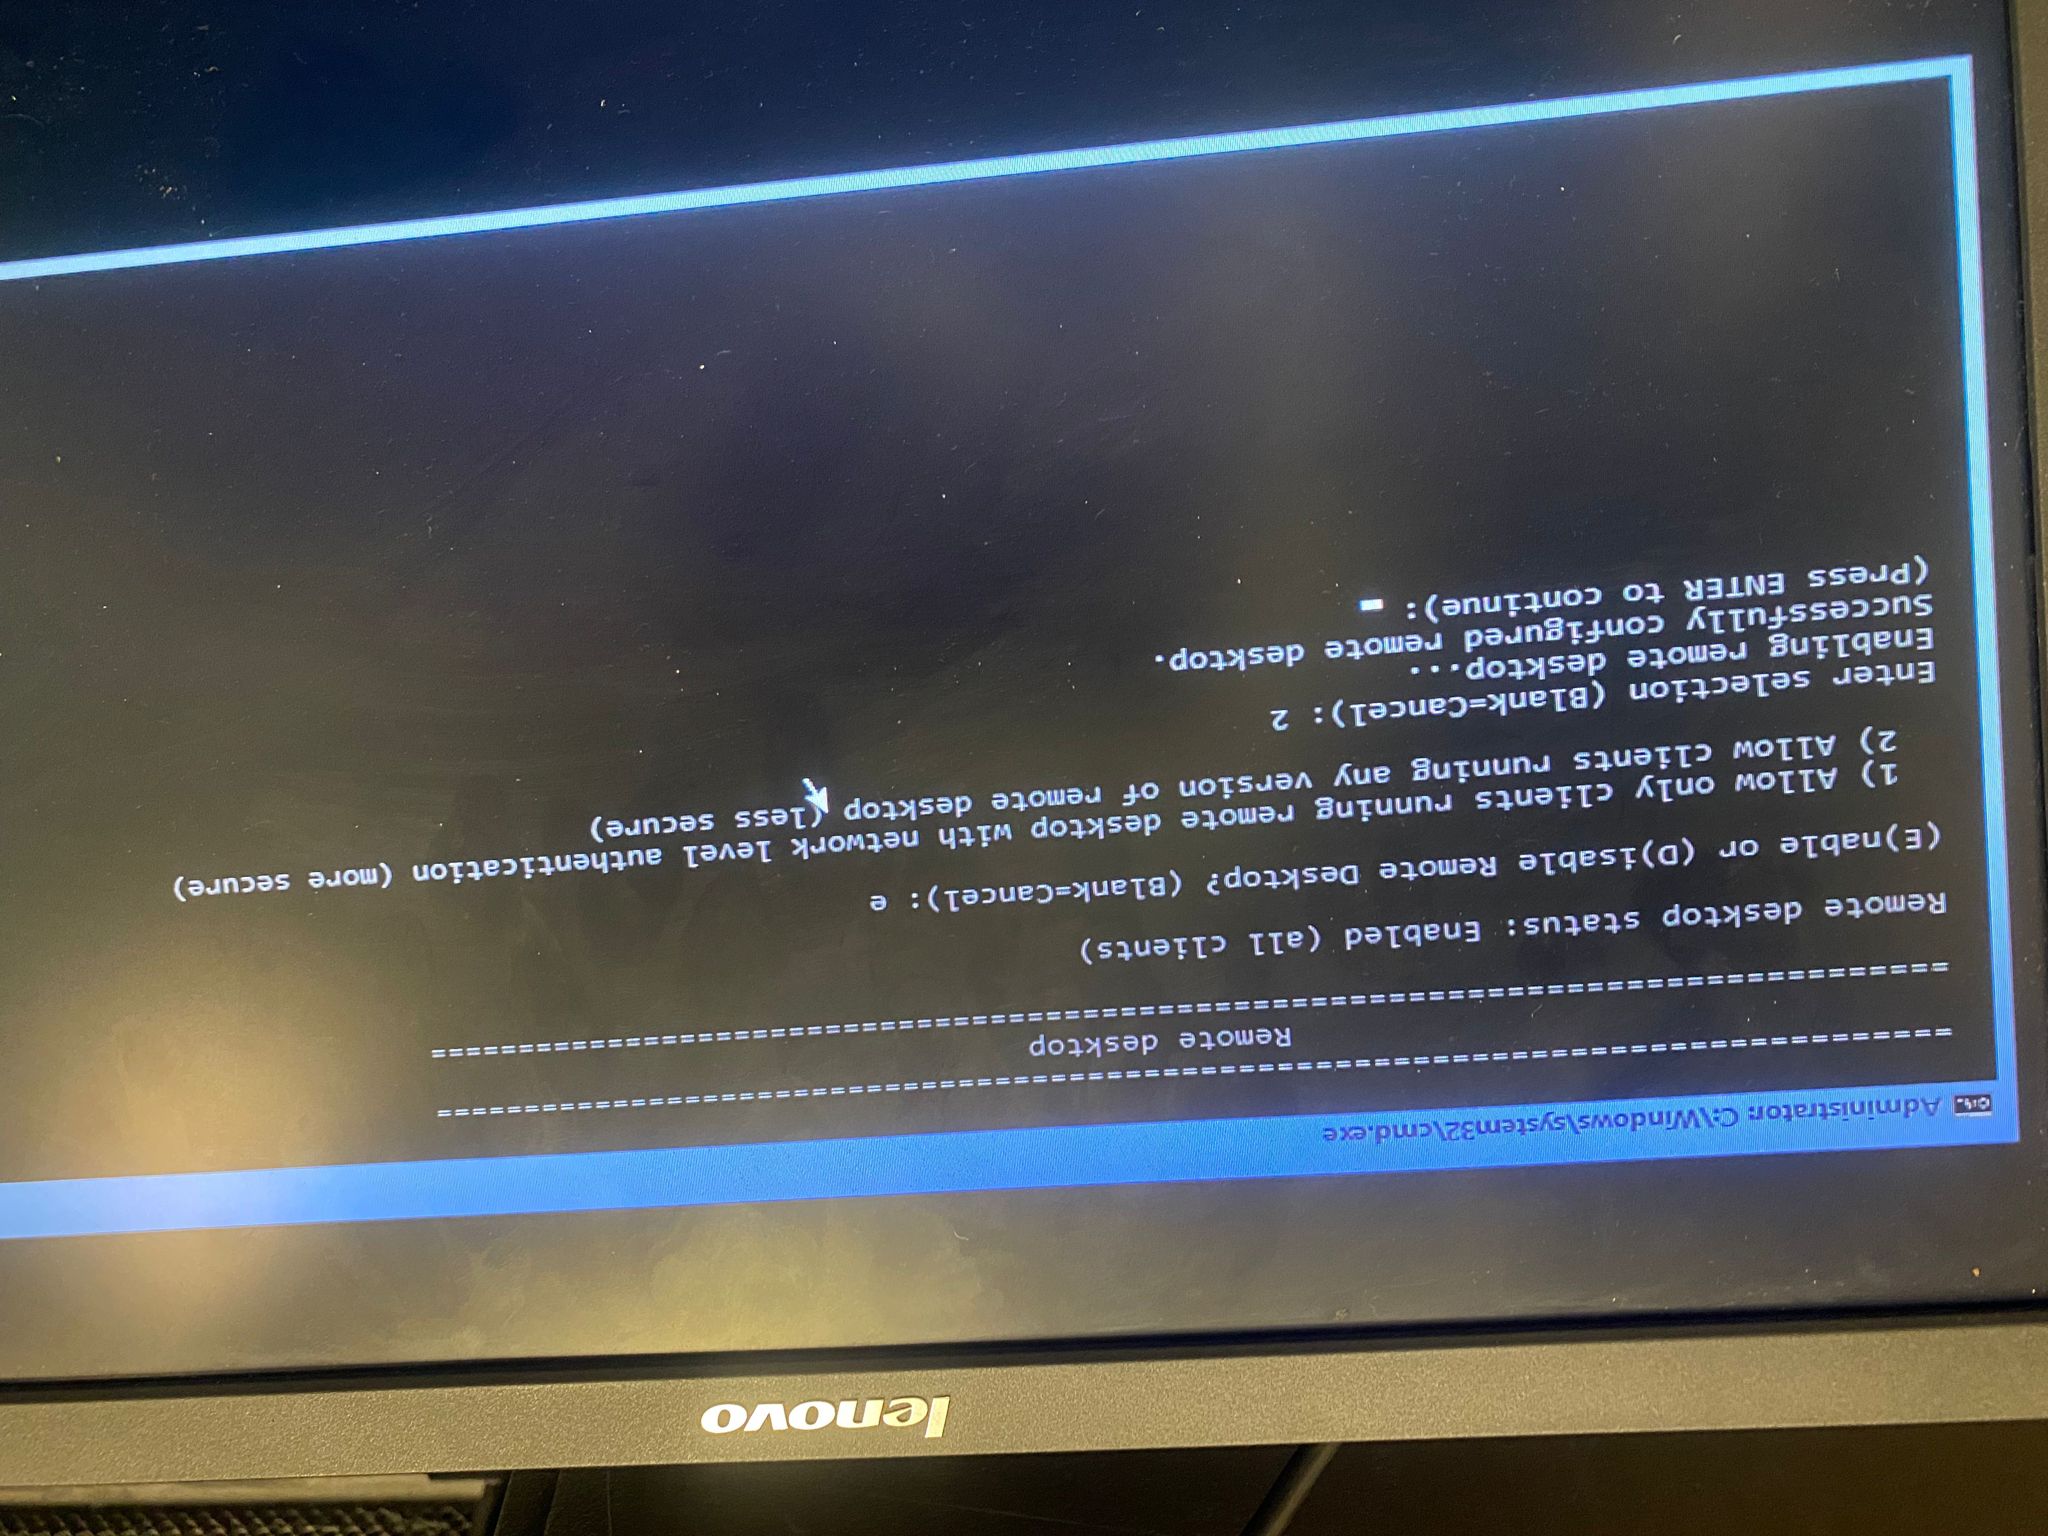 lenovo
Administrator: C:\Windows\system32\cmd.exe
===========================================================================
Remote desktop
===========================================================================
Remote desktop status: Enabled (all clients)
(E)nable or (D)isable Remote Desktop? (Blank=Cancel): e
1) Allow only clients running remote desktop with network level authentication (more secure)
2) Allow clients running any version of remote desktop (less secure)
Enter selection (Blank=Cancel): 2
Enabling remote desktop...
Successfully configured remote desktop.
(Press ENTER to continue):